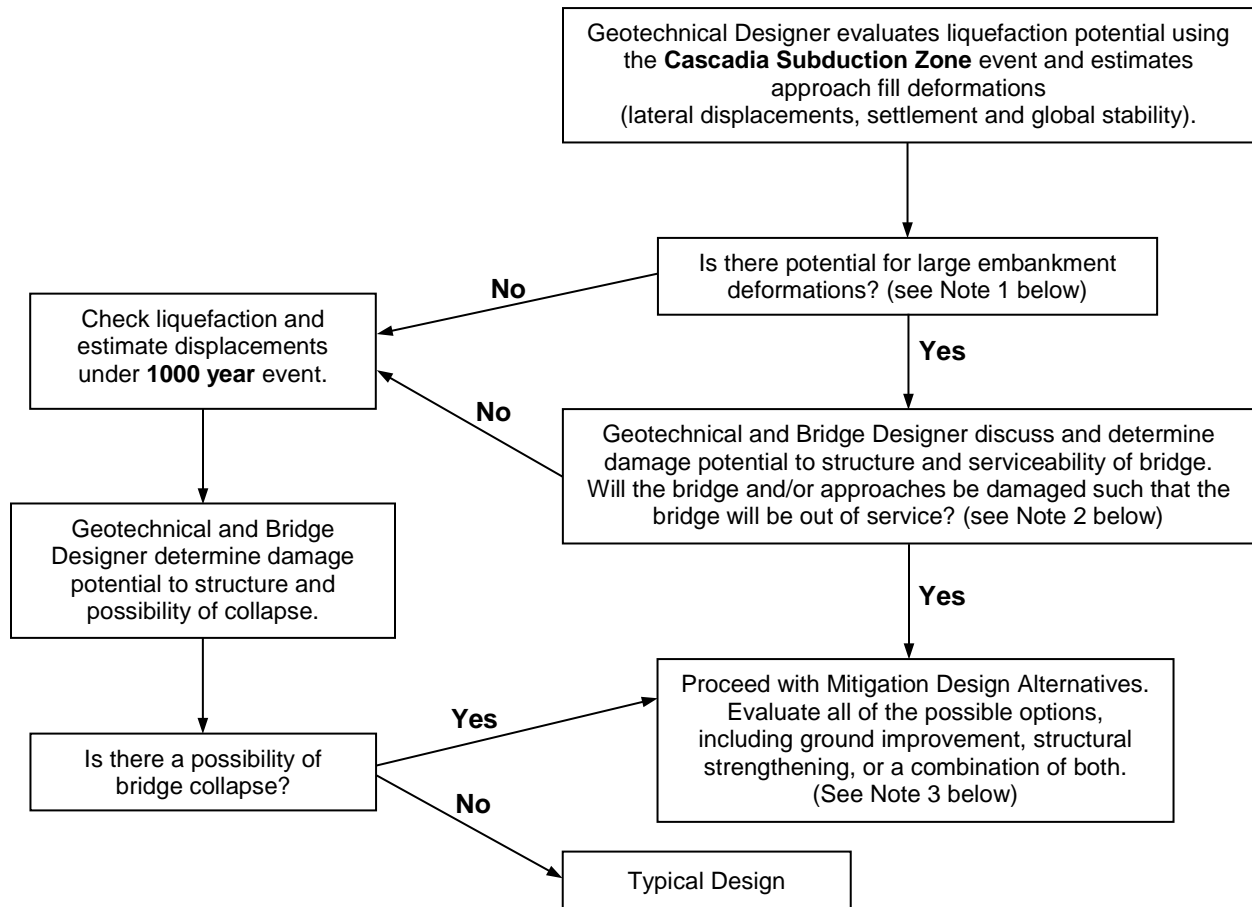 Geotechnical Designer evaluates liquefaction potential using
the Cascadia Subduction Zone event and estimates
approach fill deformations
(lateral displacements, settlement and global stability).
Is there potential for large embankment
deformations? (see Note 1 below)
No
Yes
Check liquefaction and
estimate displacements
under 1000 year event.
No
Geotechnical and Bridge Designer discuss and determine
damage potential to structure and serviceability of bridge.
Will the bridge and/or approaches be damaged such that the
bridge will be out of service? (see Note 2 below)
Yes
Geotechnical and Bridge
Designer determine damage
potential to structure and
possibility of collapse.
Is there a possibility of
bridge collapse?
Yes
Proceed with Mitigation Design Alternatives.
Evaluate all of the possible options,
including ground improvement, structural
strengthening, or a combination of both.
(See Note 3 below)
No
Typical Design